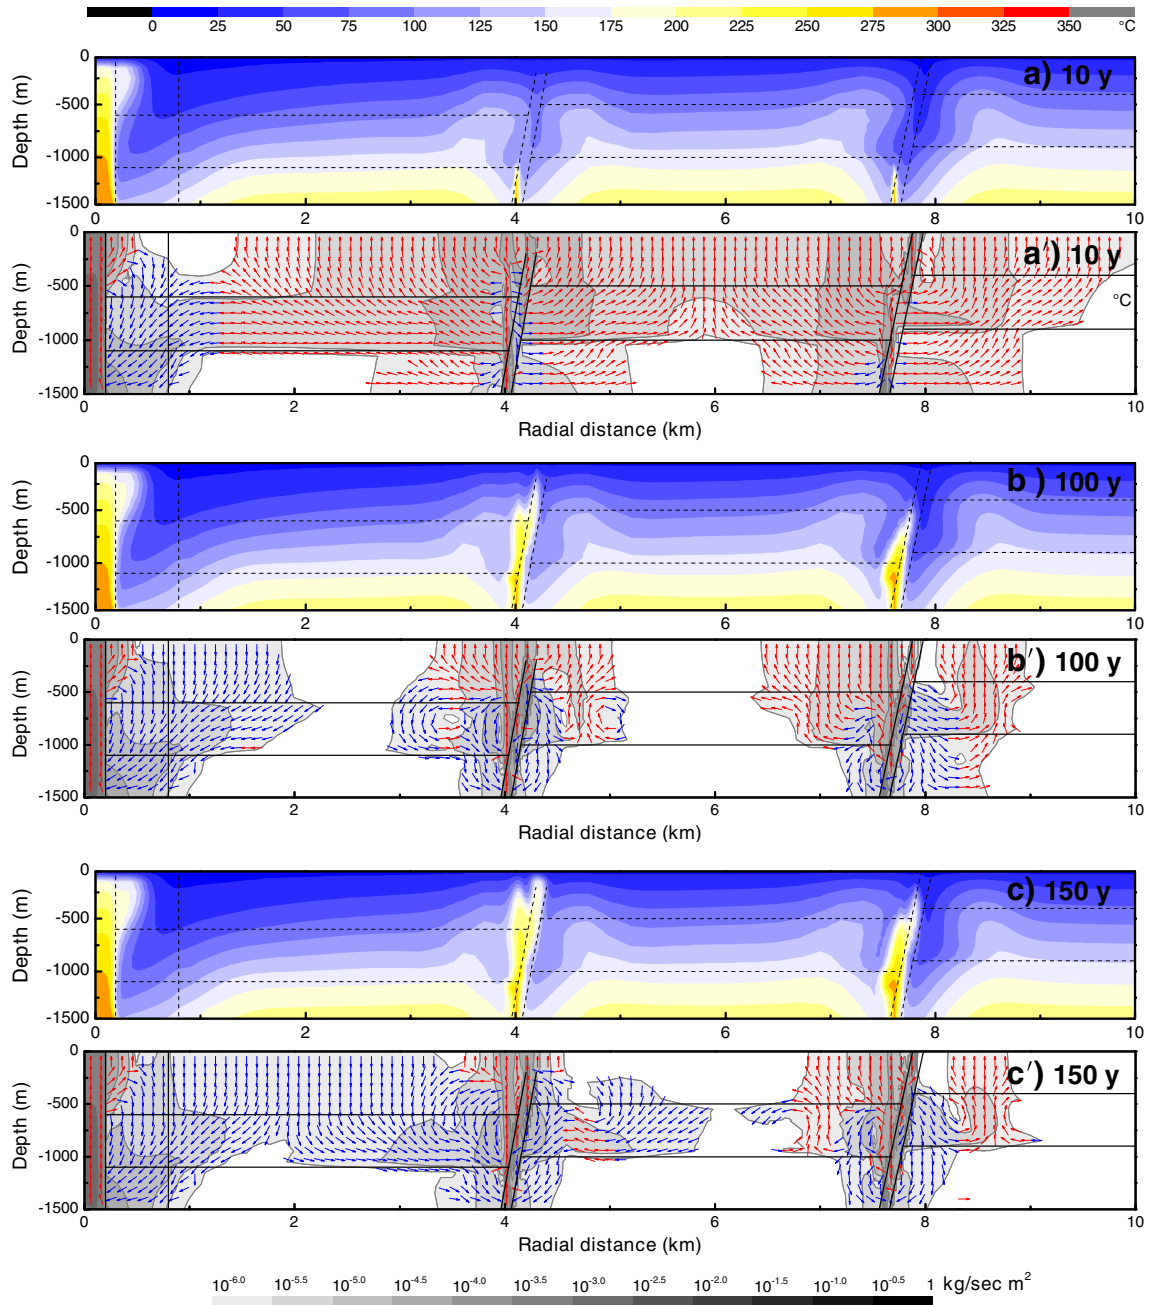 0 25 50 75 100 125 150 175 200 225 250 275 300 325 350 °C
Depth (m)
0
-500
-1000
-1500
a) 10 y
0 2 4 6 8 10
Depth (m)
0
-500
-1000
-1500
a′) 10 y
°C
0 2 4 6 8 10
Radial distance (km)
Depth (m)
0
-500
-1000
-1500
b ) 100 y
0 2 4 6 8 10
Depth (m)
0
-500
-1000
-1500
b′) 100 y
0 2 4 6 8 10
Radial distance (km)
Depth (m)
0
-500
-1000
-1500
c) 150 y
0 2 4 6 8 10
Depth (m)
0
-500
-1000
-1500
c′) 150 y
0 2 4 6 8 10
Radial distance (km)
10^-6.0 10^-5.5 10^-5.0 10^-4.5 10^-4.0 10^-3.5 10^-3.0 10^-2.5 10^-2.0 10^-1.5 10^-1.0 10^-0.5 1 kg/sec m²